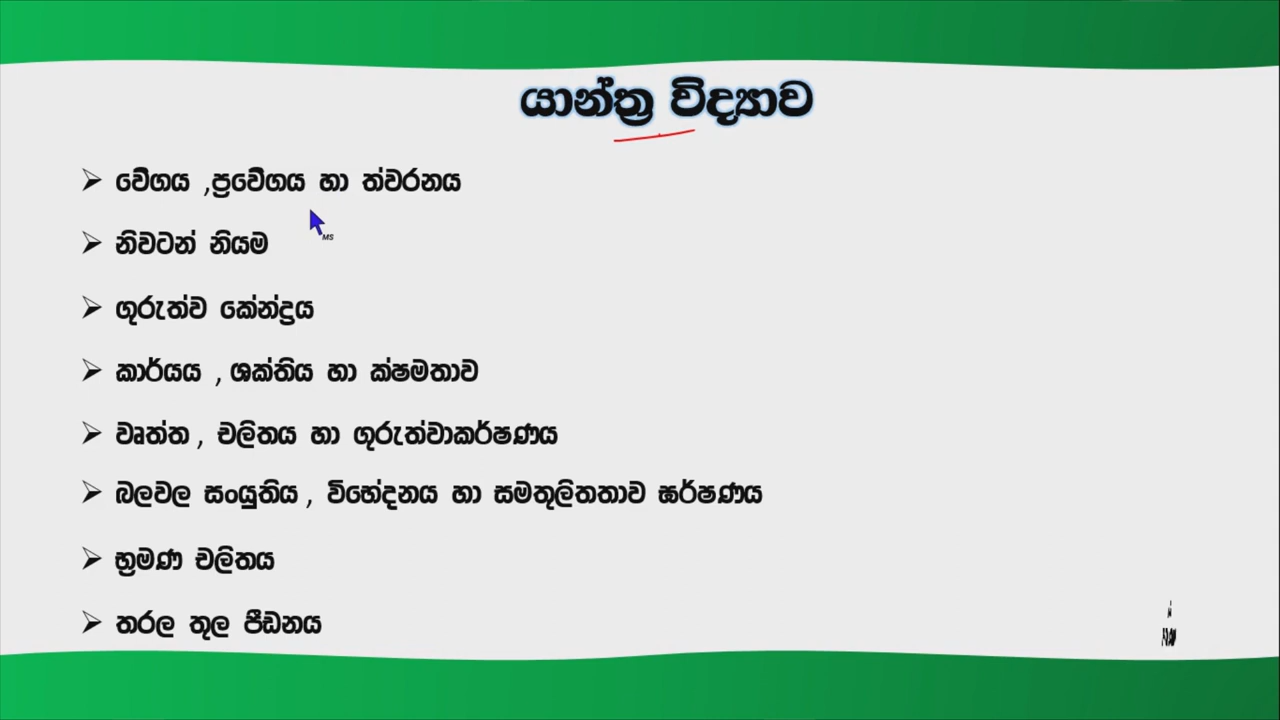 යාන්ත්‍ර විද්‍යාව
➢ වේගය ,ප්‍රවේගය හා ත්වරනය
MS
➢ නිවටන් නියම
➢ ගුරුත්ව කේන්ද්‍රය
➢ කාර්යය , ශක්තිය හා ක්ෂමතාව
➢ වෘත්ත , චලිතය හා ගුරුත්වාකර්ෂණය
➢ බලවල සංයුතිය , විභේදනය හා සමතුලිතතාව ඝර්ෂණය
➢ භ්‍රමණ චලිතය
➢ තරල තුල පීඩනය